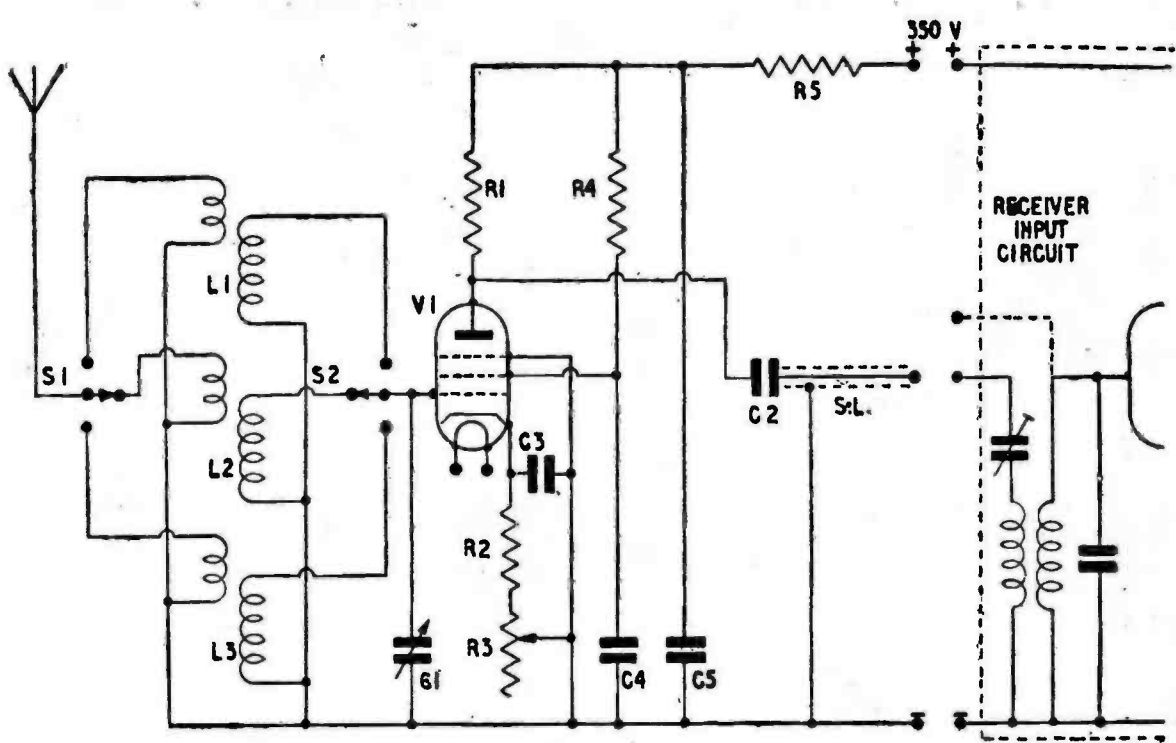 350 V
+ +
R5
R1
R4
RECEIVER
INPUT
CIRCUIT
L1
V1
S1
S2
C2
S.L.
L2
C3
R2
L3
R3
C1
C4
C5
- -